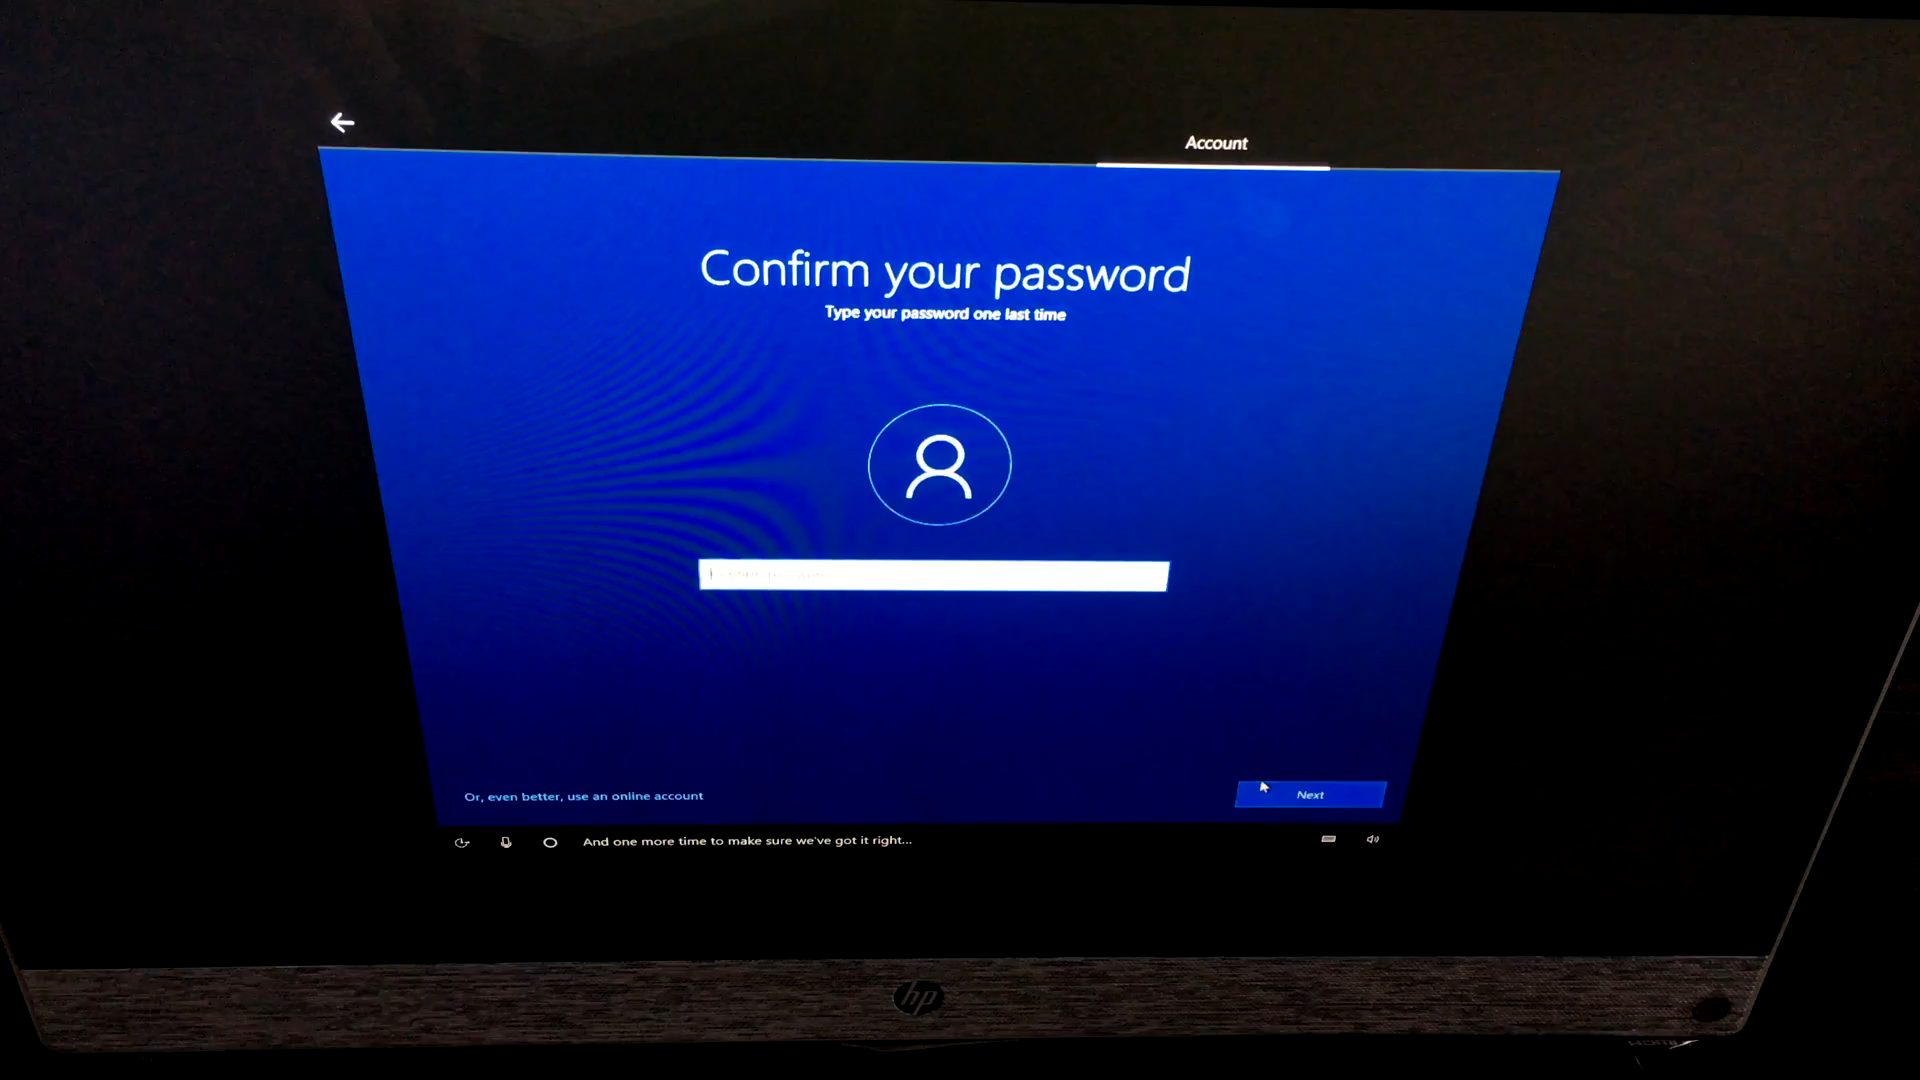 Account
Confirm your password
Type your password one last time
Or, even better, use an online account
Next
And one more time to make sure we've got it right...
hp